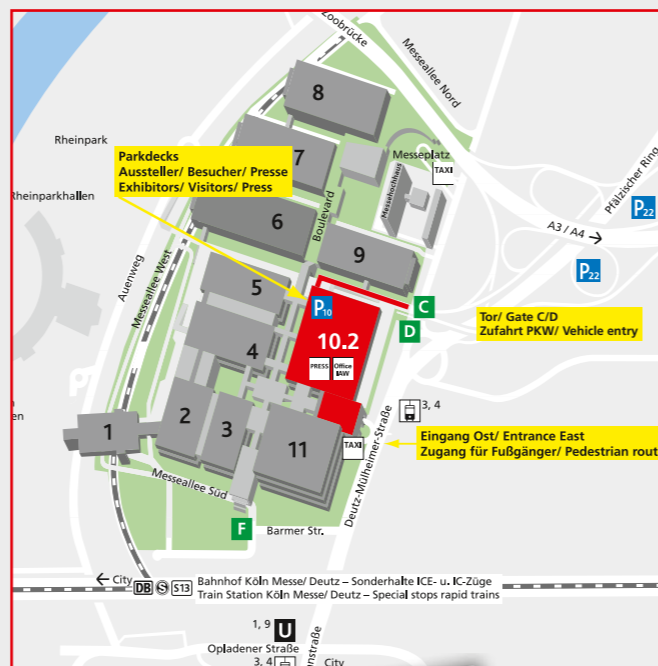 Zoobrücke
Messeallee Nord
8
Rheinpark
Parkdecks
Aussteller/ Besucher/ Presse
Exhibitors/ Visitors/ Press
7
Messeplatz
TAXI
Messehochhaus
Pfälzischer Ring
Rheinparkhallen
6
Boulevard
P22
A3 / A4
9
Auenweg
Messeallee West
5
P22
P10
C
D
Tor/ Gate C/D
Zufahrt PKW/ Vehicle entry
10.2
4
PRESS
Office
IAW
3, 4
1
2
3
11
TAXI
Eingang Ost/ Entrance East
Zugang für Fußgänger/ Pedestrian rout
Deutz-Mülheimer-Straße
Messeallee Süd
F
Barmer Str.
City
DB S S13
Bahnhof Köln Messe/ Deutz – Sonderhalte ICE- u. IC-Züge
Train Station Köln Messe/ Deutz – Special stops rapid trains
1, 9 U
Opladener Straße
3, 4
City